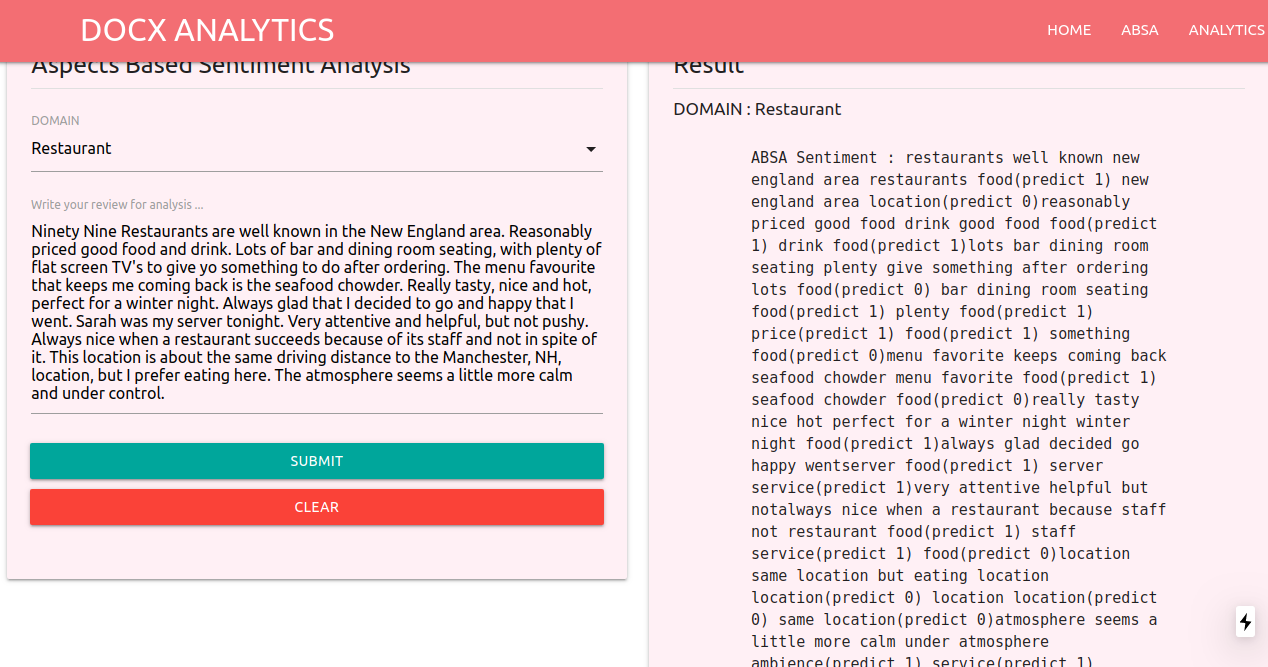 DOCX ANALYTICS
HOME
ABSA
ANALYTICS
Aspects Based Sentiment Analysis
DOMAIN
Restaurant
Write your review for analysis ...
Ninety Nine Restaurants are well known in the New England area. Reasonably
priced good food and drink. Lots of bar and dining room seating, with plenty of
flat screen TV's to give yo something to do after ordering. The menu favourite
that keeps me coming back is the seafood chowder. Really tasty, nice and hot,
perfect for a winter night. Always glad that I decided to go and happy that I
went. Sarah was my server tonight. Very attentive and helpful, but not pushy.
Always nice when a restaurant succeeds because of its staff and not in spite of
it. This location is about the same driving distance to the Manchester, NH,
location, but I prefer eating here. The atmosphere seems a little more calm
and under control.
SUBMIT
CLEAR
Result
DOMAIN : Restaurant
ABSA Sentiment : restaurants well known new
england area restaurants food(predict 1) new
england area location(predict 0)reasonably
priced good food drink good food food(predict
1) drink food(predict 1)lots bar dining room
seating plenty give something after ordering
lots food(predict 0) bar dining room seating
food(predict 1) plenty food(predict 1)
price(predict 1) food(predict 1) something
food(predict 0)menu favorite keeps coming back
seafood chowder menu favorite food(predict 1)
seafood chowder food(predict 0)really tasty
nice hot perfect for a winter night winter
night food(predict 1)always glad decided go
happy wentserver food(predict 1) server
service(predict 1)very attentive helpful but
notalways nice when a restaurant because staff
not restaurant food(predict 1) staff
service(predict 1) food(predict 0)location
same location but eating location
location(predict 0) location location(predict
0) same location(predict 0)atmosphere seems a
little more calm under atmosphere
ambience(predict 1) service(predict 1)